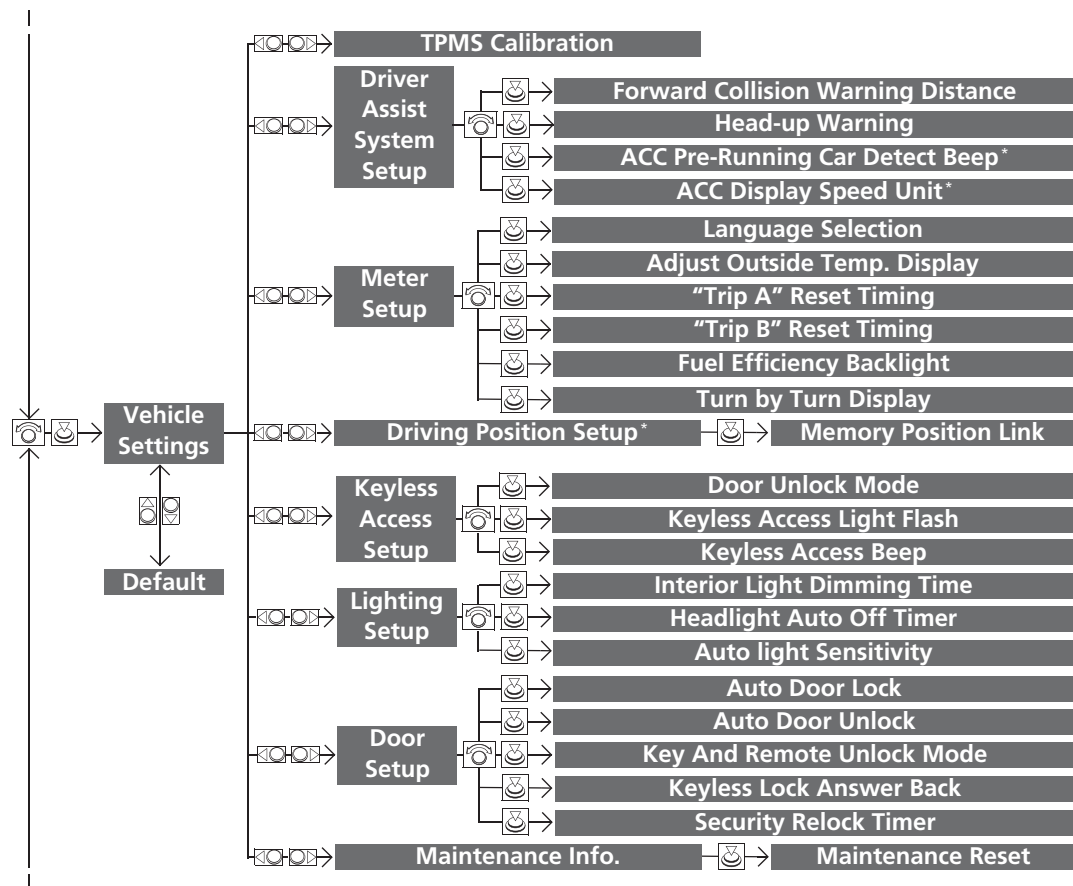 TPMS Calibration
Driver
Assist
System
Setup
Forward Collision Warning Distance
Head-up Warning
ACC Pre-Running Car Detect Beep*
ACC Display Speed Unit*
Meter
Setup
Language Selection
Adjust Outside Temp. Display
“Trip A” Reset Timing
“Trip B” Reset Timing
Fuel Efficiency Backlight
Turn by Turn Display
Vehicle
Settings
Default
Driving Position Setup*
Memory Position Link
Keyless
Access
Setup
Door Unlock Mode
Keyless Access Light Flash
Keyless Access Beep
Lighting
Setup
Interior Light Dimming Time
Headlight Auto Off Timer
Auto light Sensitivity
Door
Setup
Auto Door Lock
Auto Door Unlock
Key And Remote Unlock Mode
Keyless Lock Answer Back
Security Relock Timer
Maintenance Info.
Maintenance Reset